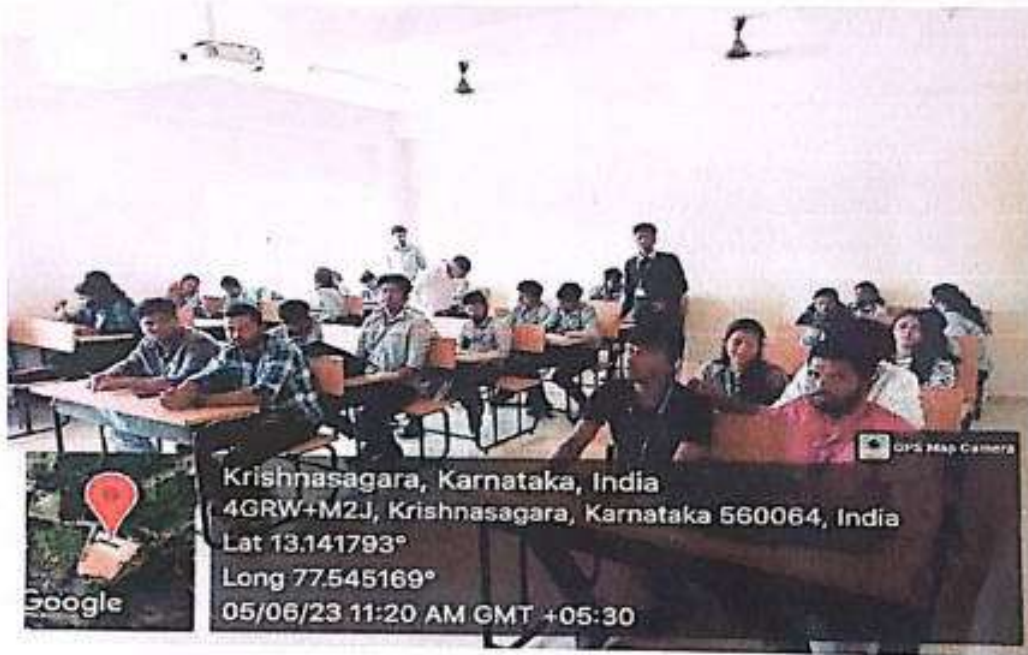 GPS Map Camera
Krishnasagara, Karnataka, India
4GRW+M2J, Krishnasagara, Karnataka 560064, India
Lat 13.141793°
Long 77.545169°
05/06/23 11:20 AM GMT +05:30
Google